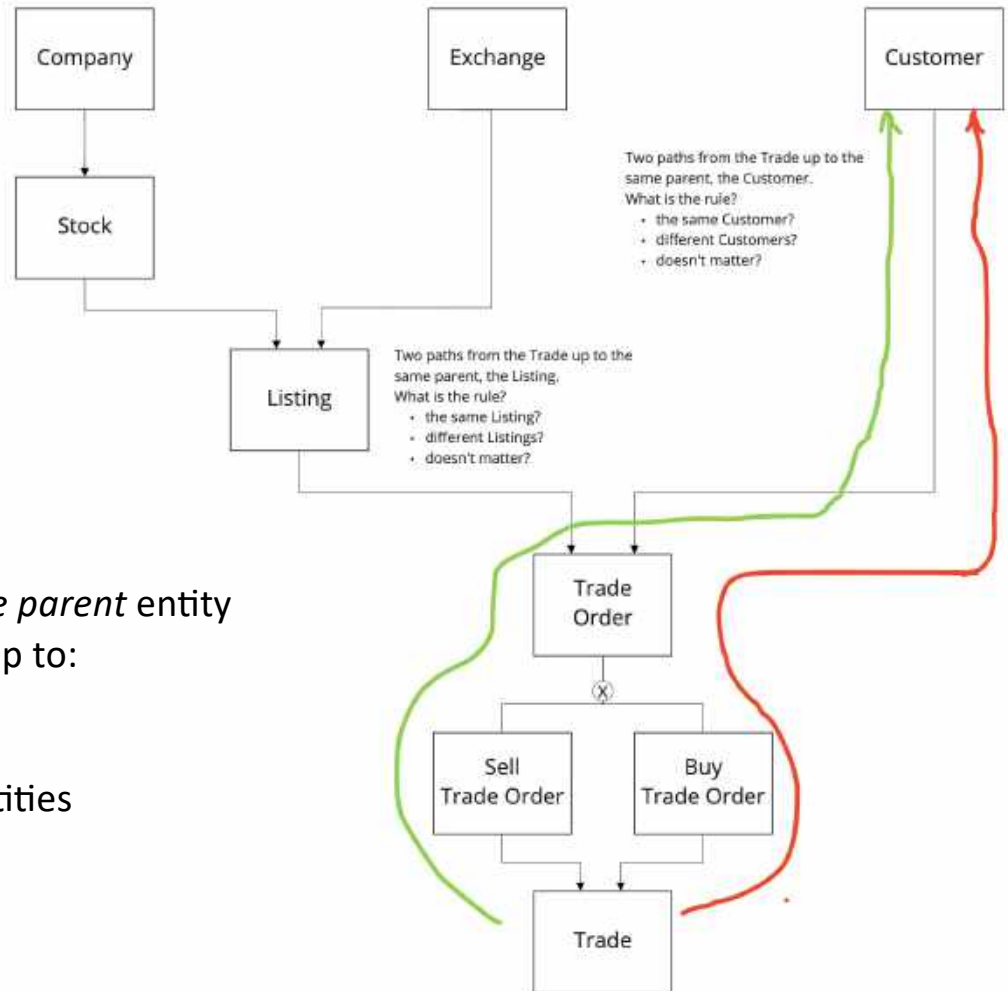 Company
Exchange
Customer
Two paths from the Trade up to the
same parent, the Customer.
What is the rule?
• the same Customer?
• different Customers?
• doesn't matter?
Stock
Two paths from the Trade up to the
same parent, the Listing.
What is the rule?
• the same Listing?
• different Listings?
• doesn't matter?
Listing
e parent entity
p to:
Trade
Order
X
tities
Sell
Trade Order
Buy
Trade Order
Trade